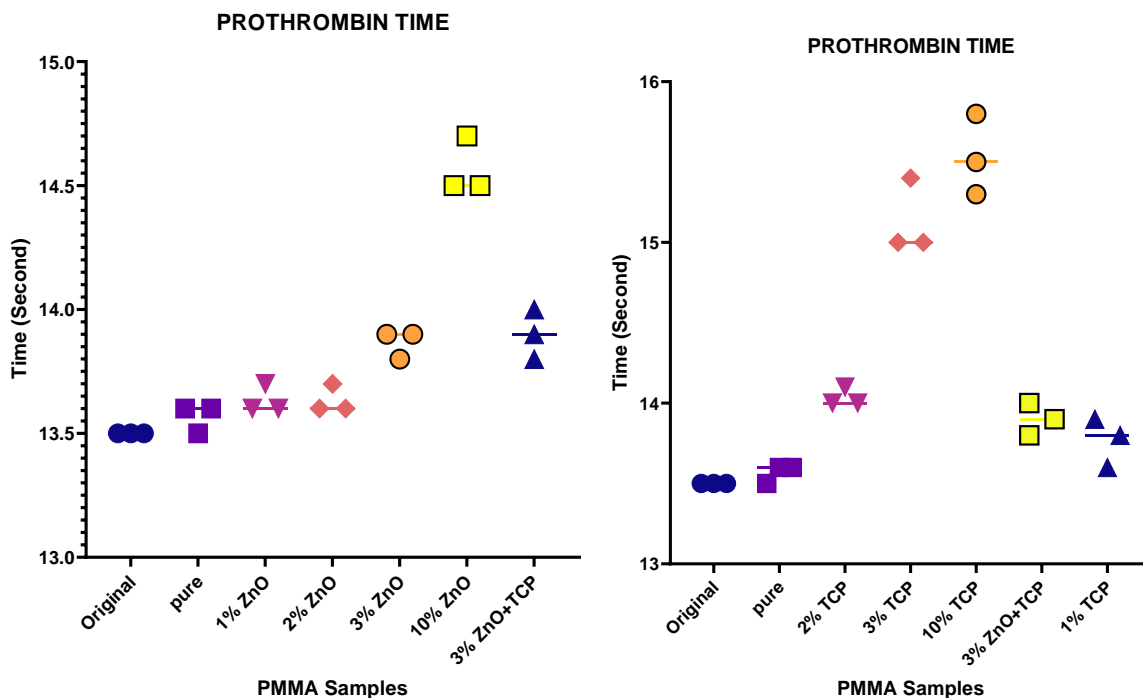 PROTHROMBIN TIME
Time (Second)
15.0
14.5
14.0
13.5
13.0
Original
pure
1% ZnO
2% ZnO
3% ZnO
10% ZnO
3% ZnO+TCP
PMMA Samples
PROTHROMBIN TIME
Time (Second)
16
15
14
13
Original
pure
2% TCP
3% TCP
10% TCP
3% ZnO+TCP
1% TCP
PMMA Samples